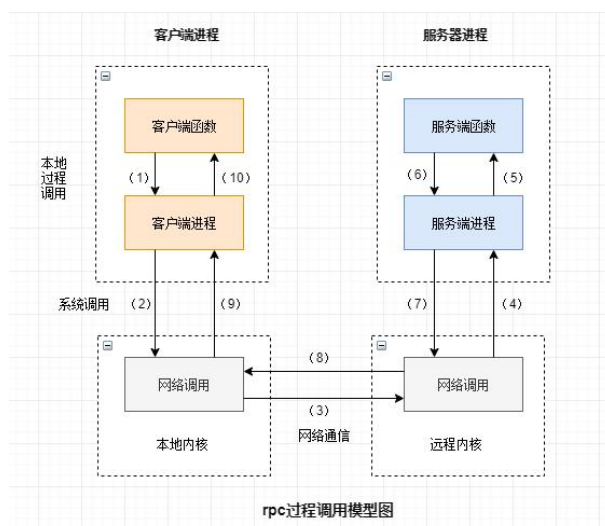 客户端进程
服务器进程
客户端函数
服务端函数
本地
过程
调用
（1）
（10）
（6）
（5）
客户端进程
服务端进程
系统调用
（2）
（9）
（7）
（4）
（8）
网络调用
网络调用
（3）
本地内核
网络通信
远程内核
rpc过程调用模型图